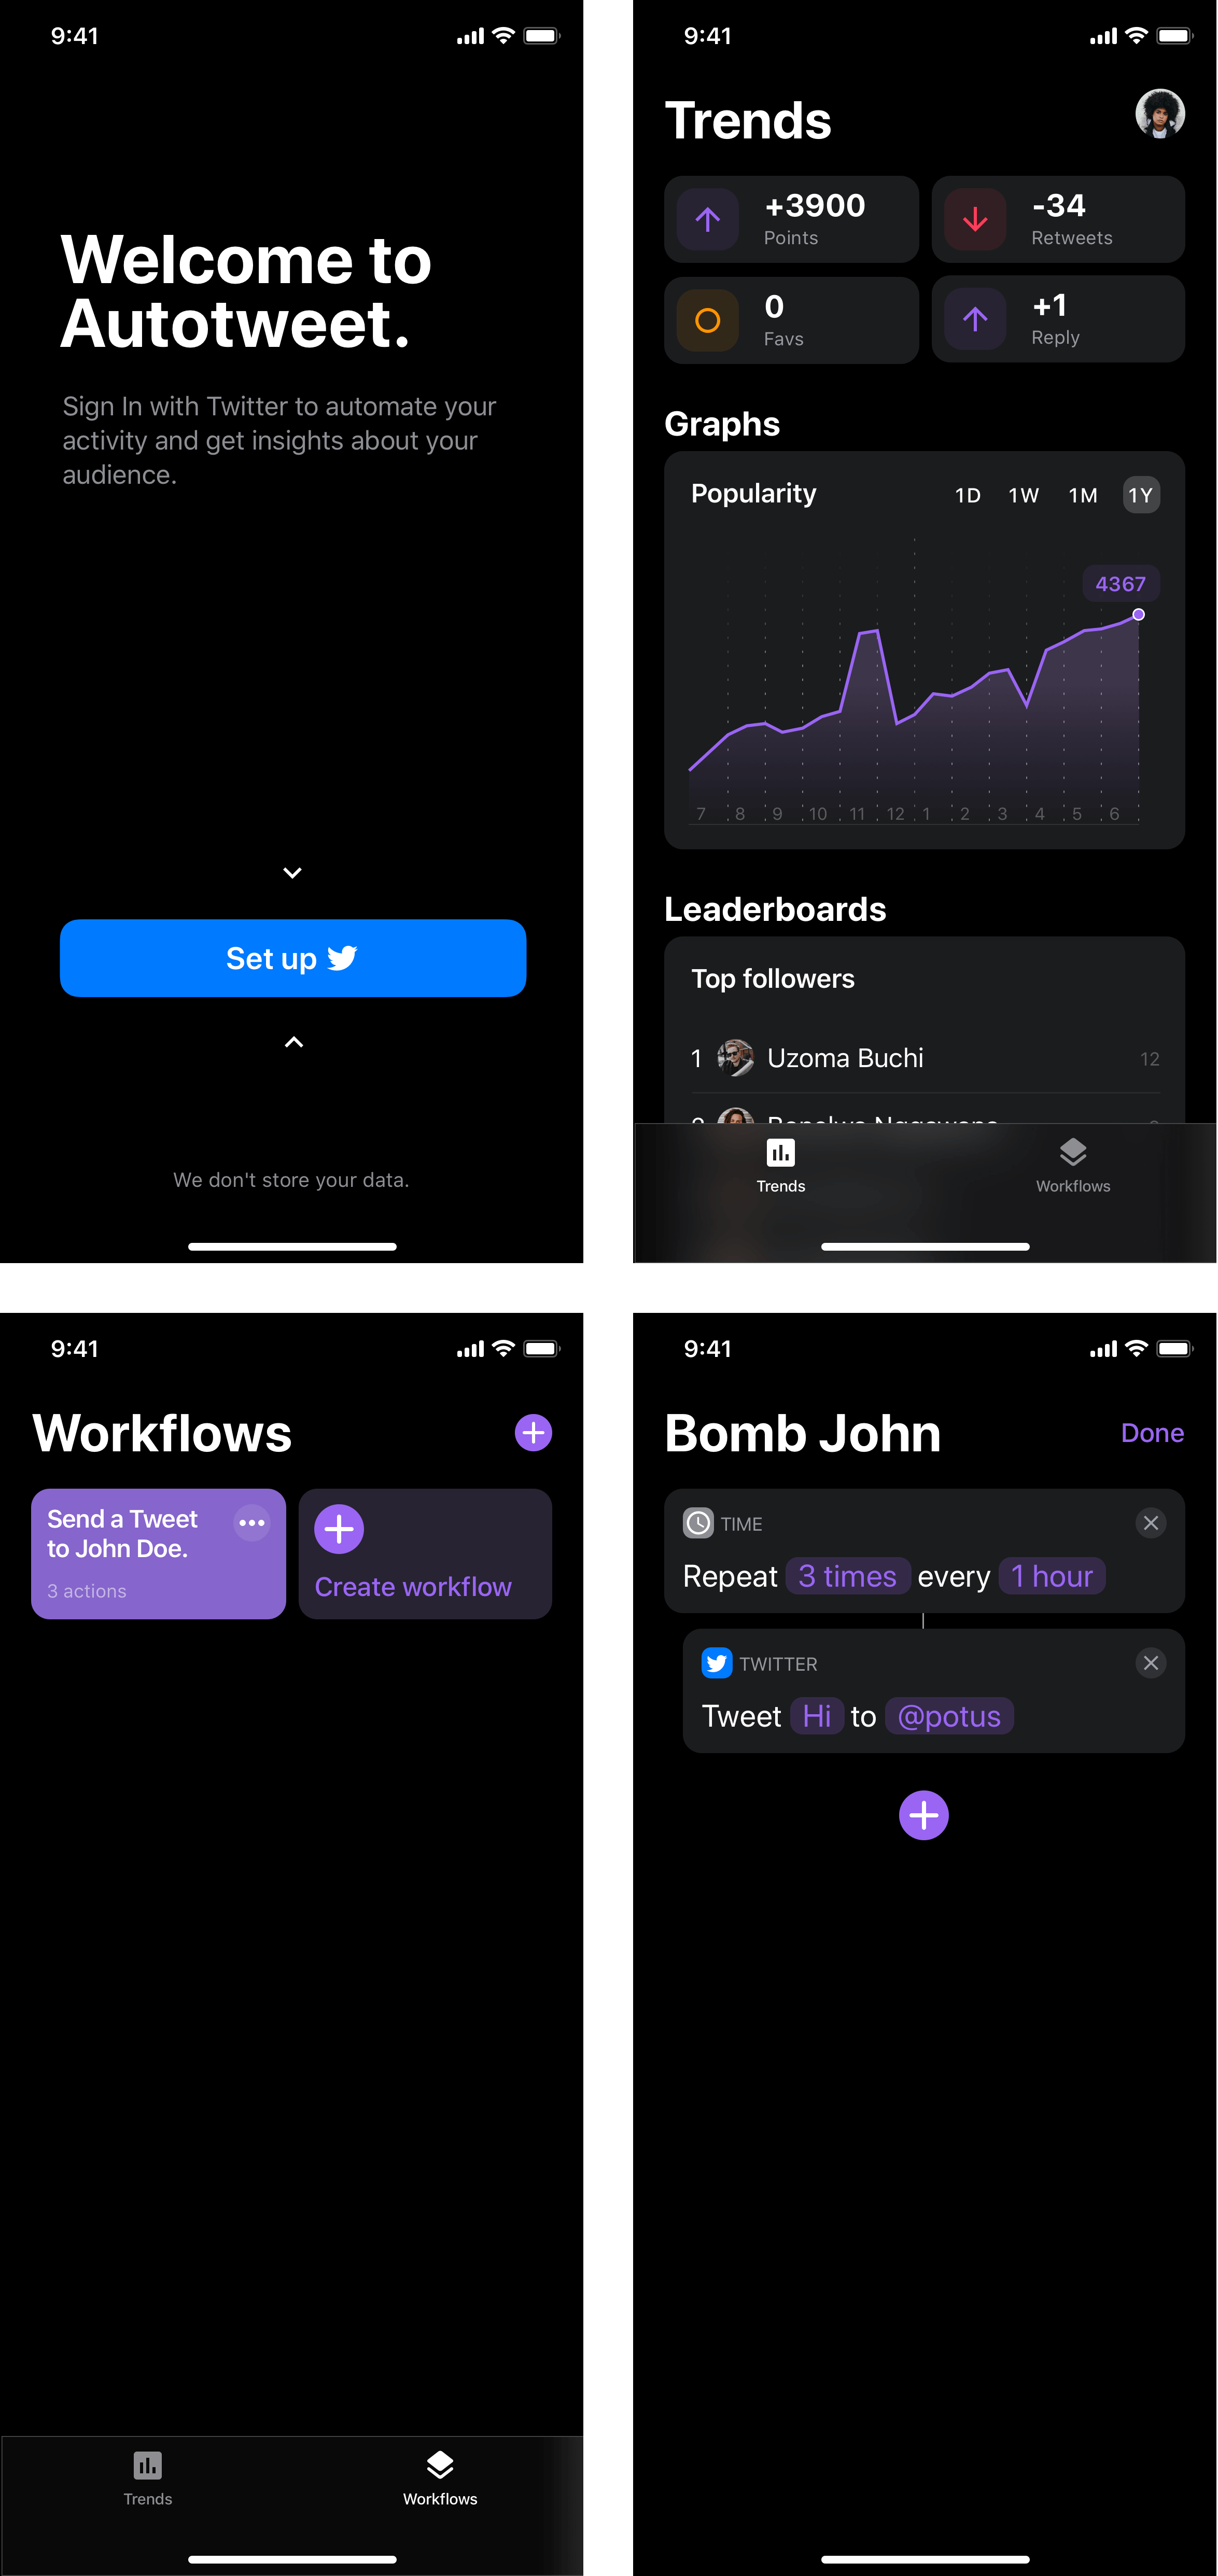 9:41
Welcome to
Autotweet.
Sign In with Twitter to automate your
activity and get insights about your
audience.
Set up
We don't store your data.
9:41
Trends
+3900
Points
-34
Retweets
0
Favs
+1
Reply
Graphs
Popularity 1D 1W 1M 1Y
4367
7 8 9 10 11 12 1 2 3 4 5 6
Leaderboards
Top followers
1 Uzoma Buchi 12
Trends
Workflows
9:41
Workflows
Send a Tweet
to John Doe.
3 actions
Create workflow
Trends
Workflows
9:41
Bomb John
Done
TIME
Repeat 3 times every 1 hour
TWITTER
Tweet Hi to @potus